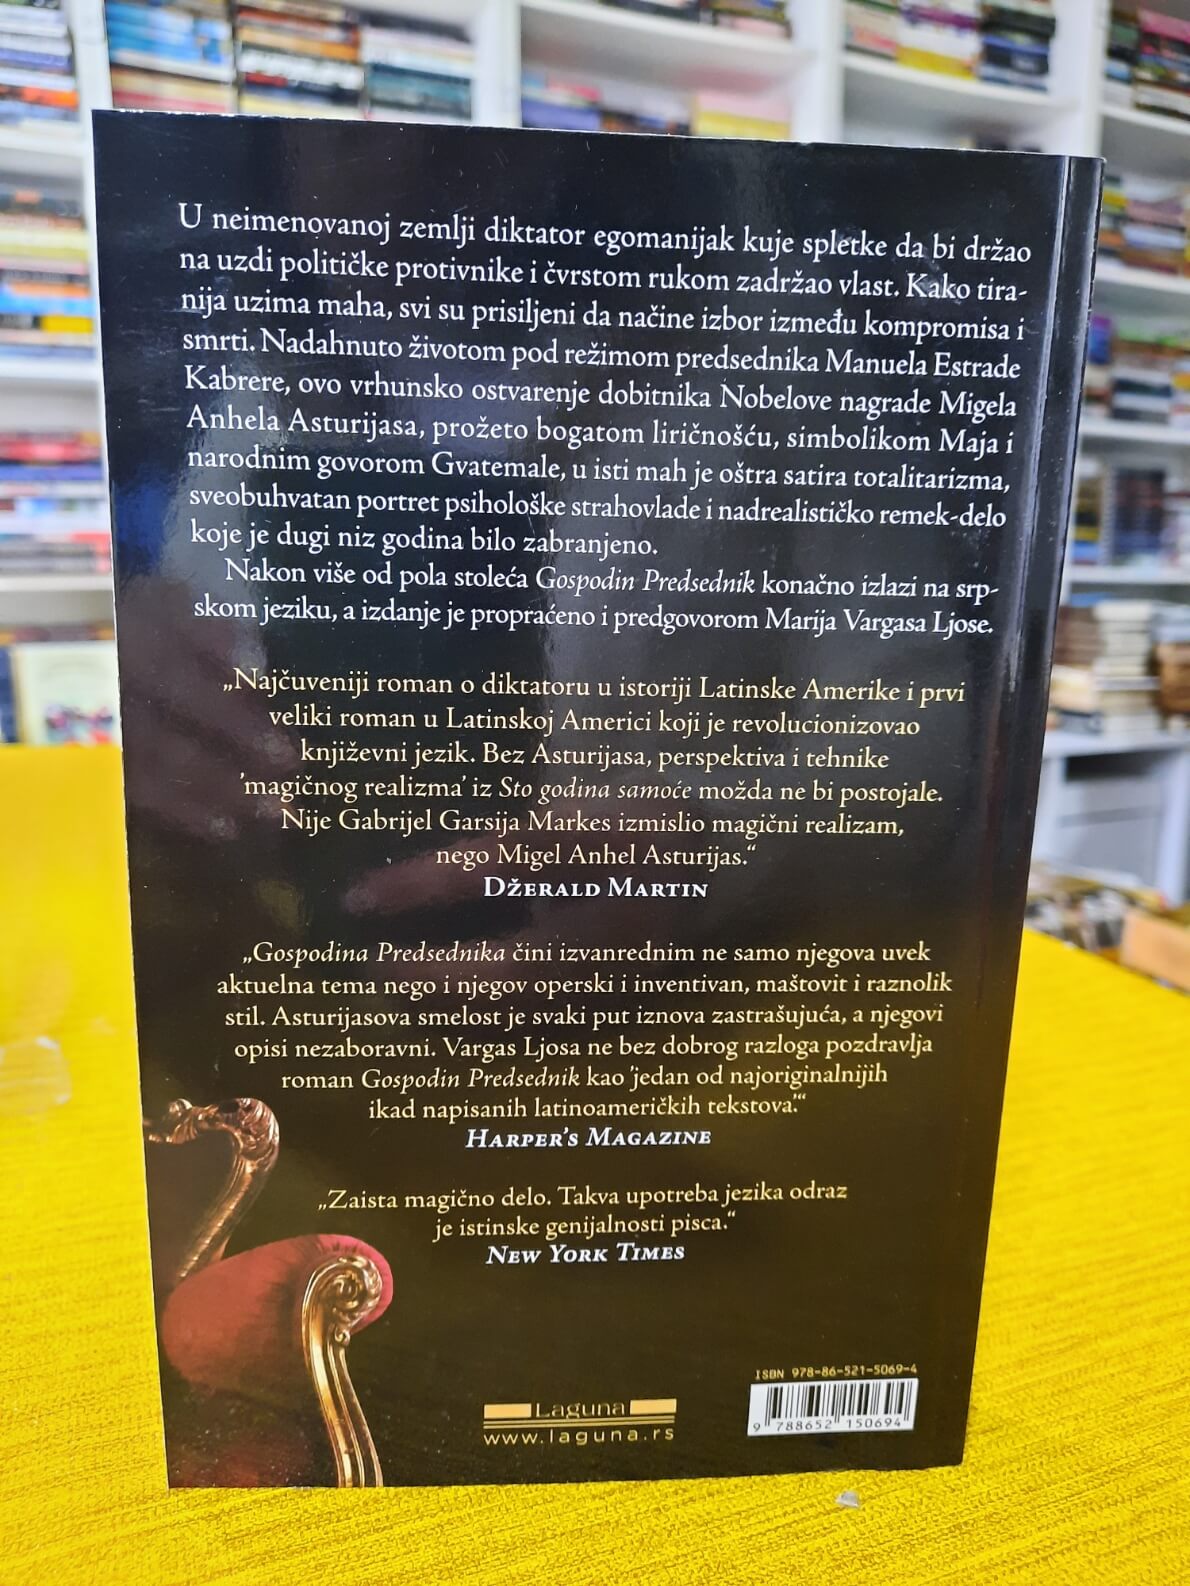 U neimenovanoj zemlji diktator egomanijak kuje spletke da bi držao
na uzdi političke protivnike i čvrstom rukom zadržao vlast. Kako tira-
nija uzima maha, svi su prisiljeni da načine izbor između kompromisa i
smrti. Nadahnuto životom pod režimom predsednika Manuela Estrade
Kabrere, ovo vrhunsko ostvarenje dobitnika Nobelove nagrade Migela
Anhela Asturijasa, prožeto bogatom liričnošću, simbolikom Maja i
narodnim govorom Gvatemale, u isti mah je oštra satira totalitarizma,
sveobuhvatan portret psihološke strahovlade i nadrealističko remek-delo
koje je dugi niz godina bilo zabranjeno.
Nakon više od pola stoleća Gospodin Predsednik konačno izlazi na srp-
skom jeziku, a izdanje je propraćeno i predgovorom Marija Vargasa Ljose.
„Najčuveniji roman o diktatoru u istoriji Latinske Amerike i prvi
veliki roman u Latinskoj Americi koji je revolucionizovao
književni jezik. Bez Asturijasa, perspektiva i tehnike
'magičnog realizma' iz Sto godina samoće možda ne bi postojale.
Nije Gabrijel Garsija Markes izmislio magični realizam,
nego Migel Anhel Asturijas.“
DŽERALD MARTIN
„Gospodina Predsednika čini izvanrednim ne samo njegova uvek
aktuelna tema nego i njegov operski i inventivan, maštovit i raznolik
stil. Asturijasova smelost je svaki put iznova zastrašujuća, a njegovi
opisi nezaboravni. Vargas Ljosa ne bez dobrog razloga pozdravlja
roman Gospodin Predsednik kao 'jedan od najoriginalnijih
ikad napisanih latinoameričkih tekstova'.“
HARPER'S MAGAZINE
„Zaista magično delo. Takva upotreba jezika odraz
je istinske genijalnosti pisca.“
NEW YORK TIMES
ISBN 978-86-521-5069-4
9 788652 150694
Laguna
www.laguna.rs